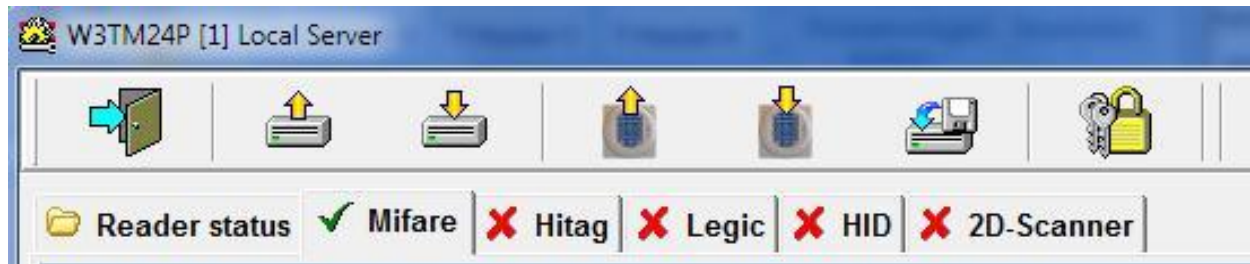 W3TM24P [1] Local Server
Reader status Mifare Hitag Legic HID 2D-Scanner